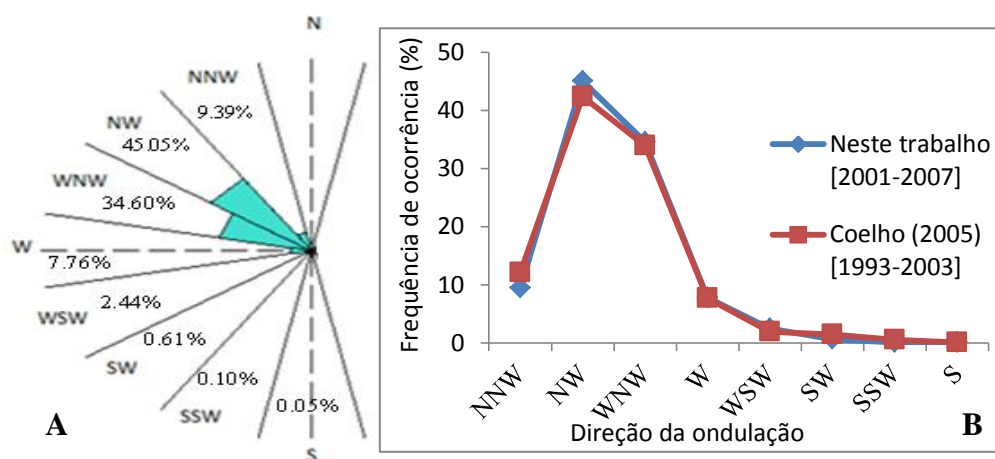 N
NNW
9.39%
NW
45.05%
WNW
34.60%
W
7.76%
2.44%
WSW
0.61%
SW
0.10%
SSW
0.05%
S
A
Frequência de ocorrência (%)
50
40
30
20
10
0
NNW
NW
WNW
W
WSW
SW
SSW
S
Direção da ondulação
Neste trabalho
[2001-2007]
Coelho (2005)
[1993-2003]
B